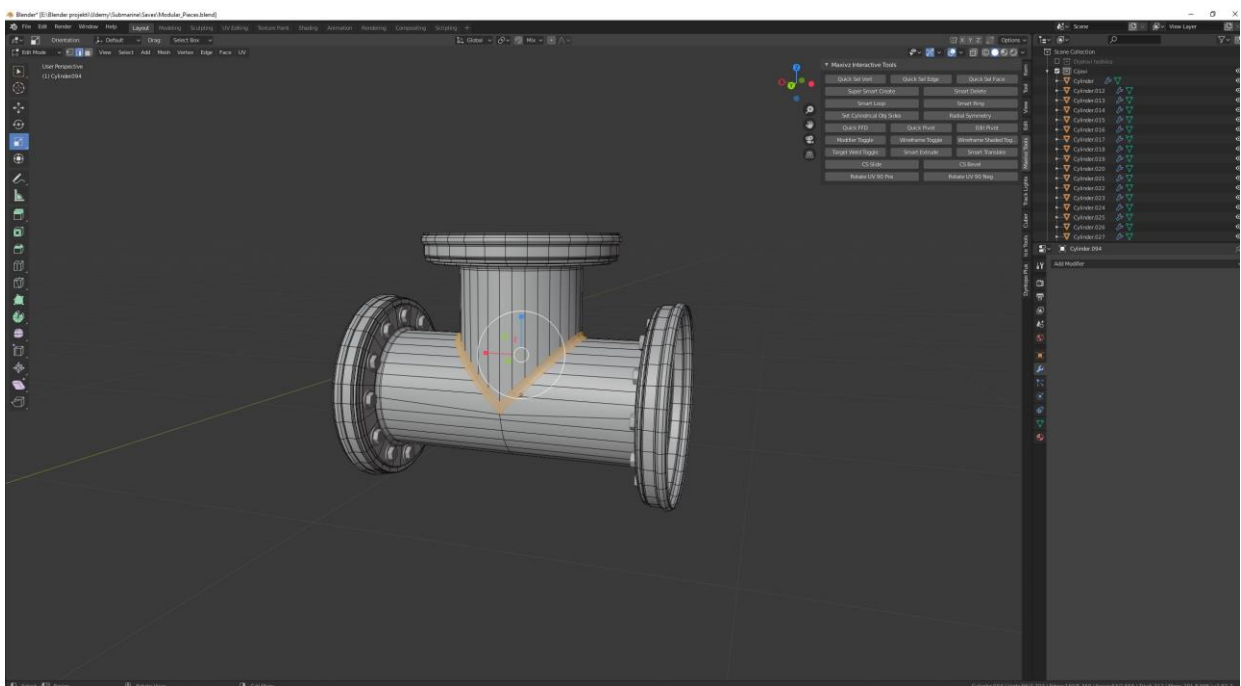 Blender* [E:\Blender projekti\Udemy\Submarine\Saves\Modular_Pieces.blend]
File Edit Render Window Help Layout Modeling Sculpting UV Editing Texture Paint Shading Animation Rendering Compositing Scripting + Scene View Layer
Orientation: Default Drag: Select Box Global Mix Options
Edit Mode View Select Add Mesh Vertex Edge Face UV X Y Z
User Perspective
(1) Cylinder.094
Maxivz Interactive Tools
Quick Sel Vert Quick Sel Edge Quick Sel Face
Super Smart Create Smart Delete
Smart Loop Smart Ring
Set Cylindrical Obj Sides Radial Symmetry
Quick FFD Quick Pivot Edit Pivot
Modifier Toggle Wireframe Toggle Wireframe Shaded Tog...
Target Weld Toggle Smart Extrude Smart Translate
CS Slide CS Bevel
Rotate UV 90 Pos Rotate UV 90 Neg
Item
Tool
View
Edit
Maxivz Tools
Track Lights
Cuber
Ice Tools
Dyntopo Plus
Scene Collection
Cijevi
Cylinder
Cylinder.012
Cylinder.013
Cylinder.014
Cylinder.015
Cylinder.016
Cylinder.017
Cylinder.018
Cylinder.019
Cylinder.020
Cylinder.021
Cylinder.022
Cylinder.023
Cylinder.024
Cylinder.025
Cylinder.026
Cylinder.027
Cylinder.094
Add Modifier